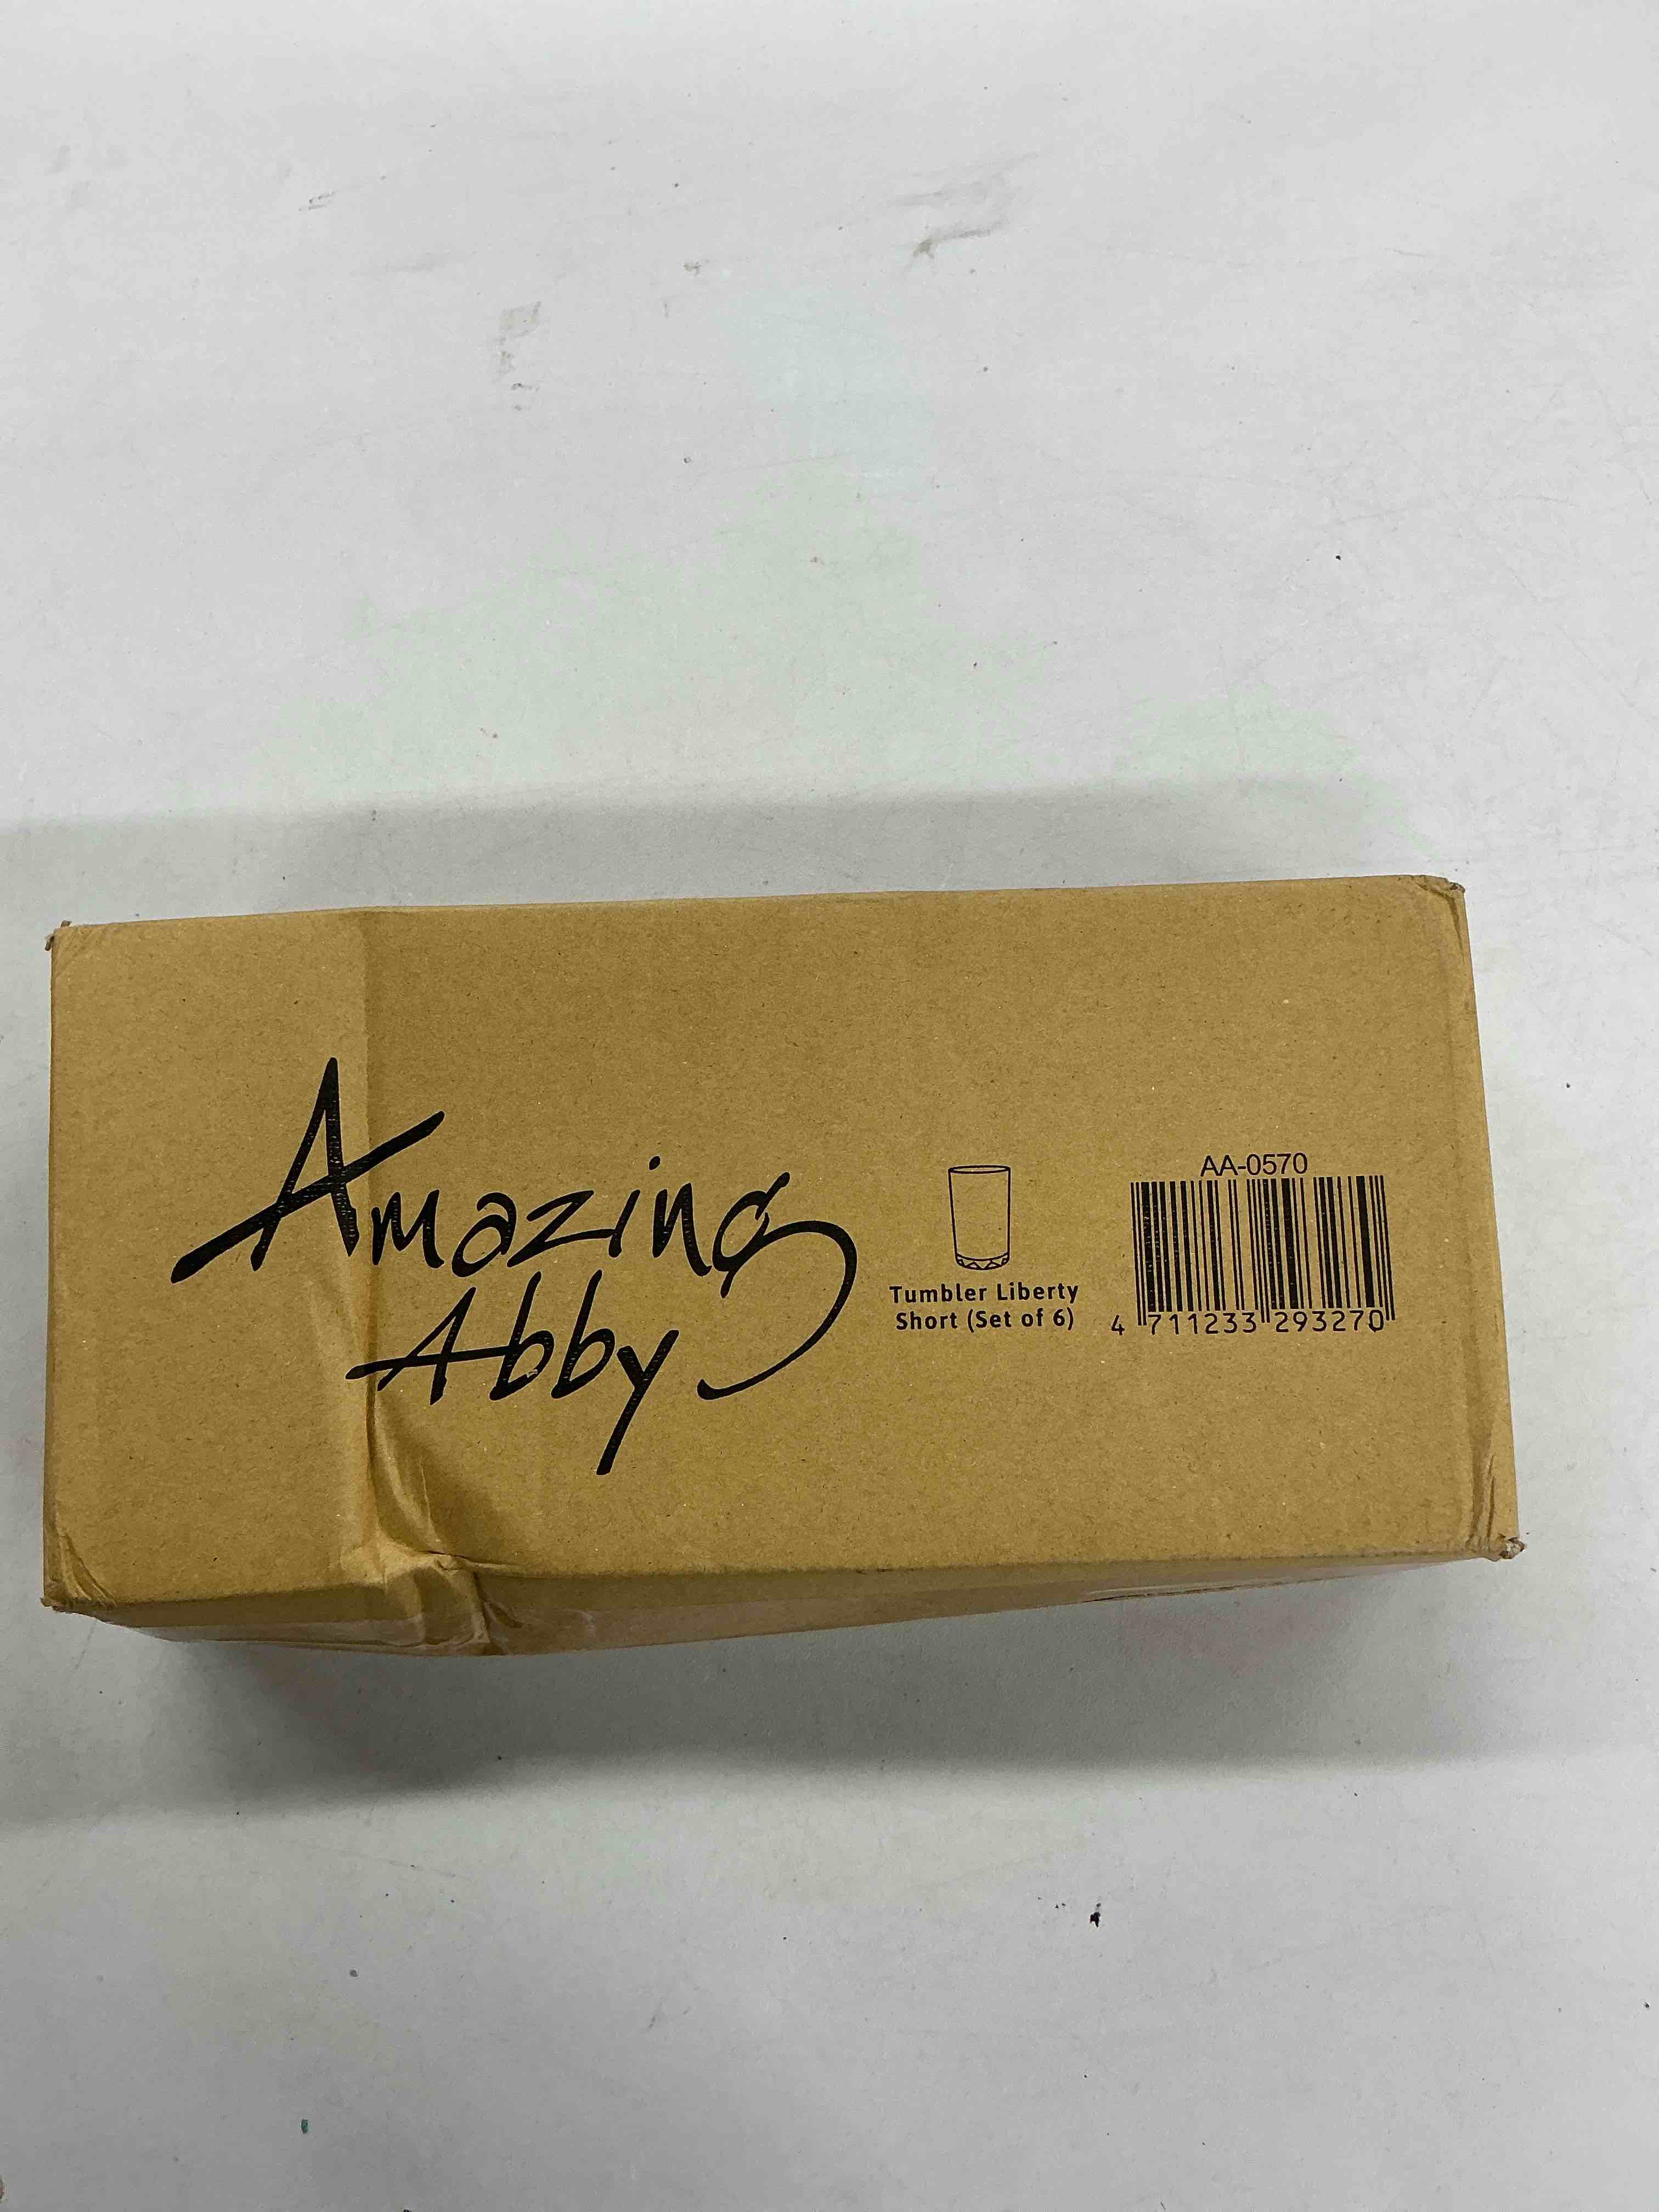 Amazing
Abby
Tumbler Liberty
Short (Set of 6)
AA-0570
4 711233 293270